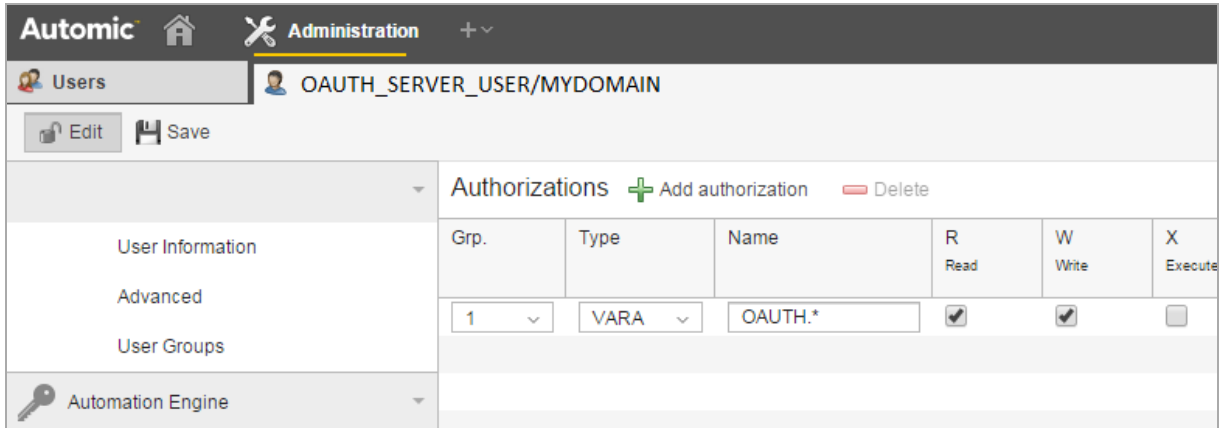 Automic Administration
Users OAUTH_SERVER_USER/MYDOMAIN
Edit Save
Authorizations Add authorization Delete
User Information
Advanced
User Groups
Automation Engine
Grp. Type Name R W X
Read Write Execute
1 VARA OAUTH.*